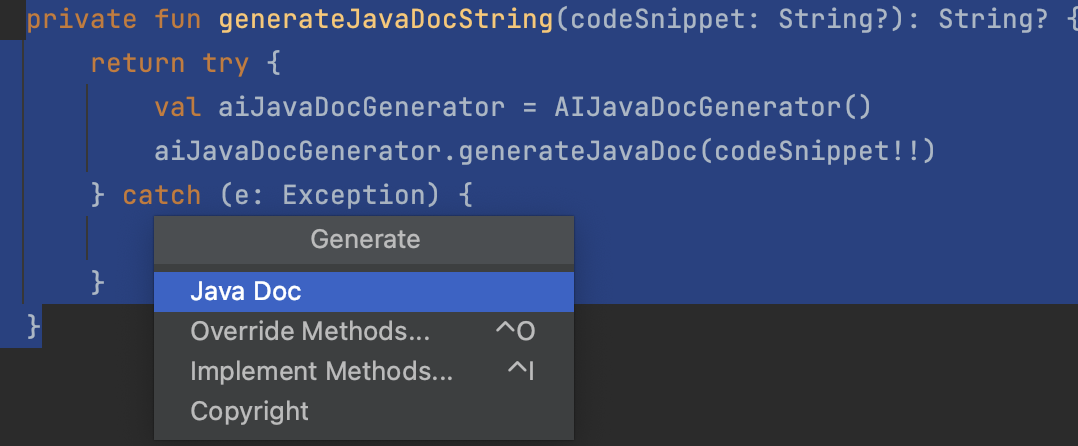 private fun generateJavaDocString(codeSnippet: String?): String? {
return try {
val aiJavaDocGenerator = AIJavaDocGenerator()
aiJavaDocGenerator.generateJavaDoc(codeSnippet!!)
} catch (e: Exception) {
Generate
}
Java Doc
}
Override Methods... ^O
Implement Methods... ^I
Copyright